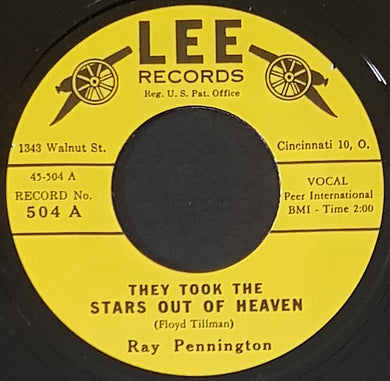 LEE
RECORDS
Reg. U. S. Pat. Office
1343 Walnut St.
Cincinnati 10, O.
45-504 A
RECORD No.
504 A
VOCAL
Peer International
BMI - Time 2:00
THEY TOOK THE
STARS OUT OF HEAVEN
(Floyd Tillman)
Ray Pennington